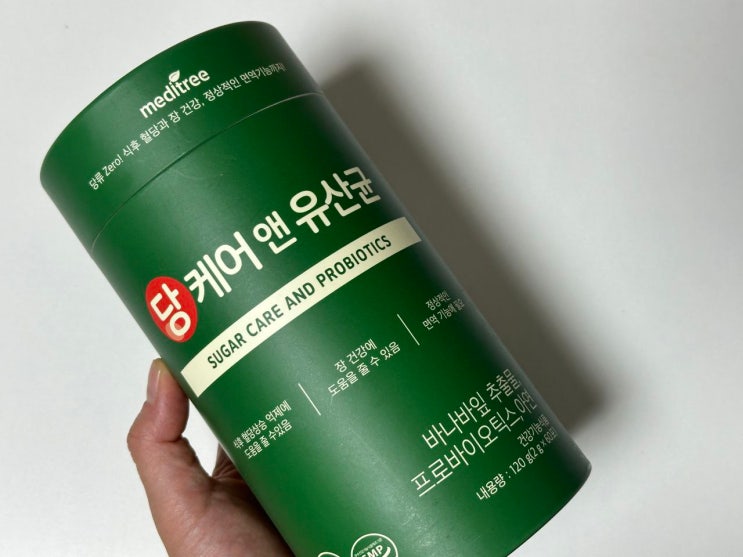 meditree
당류 Zero! 식후 혈당과 장 건강, 정상적인 면역기능까지!
당케어 앤 유산균
SUGAR CARE AND PROBIOTICS
식후 혈당상승 억제에
도움을 줄 수 있음
장 건강에
도움을 줄 수 있음
정상적인
면역 기능에 필요
바나바잎 추출물
프로바이오틱스 아연
건강기능식품
내용량 : 120 g(2 g x 60포)
GMP